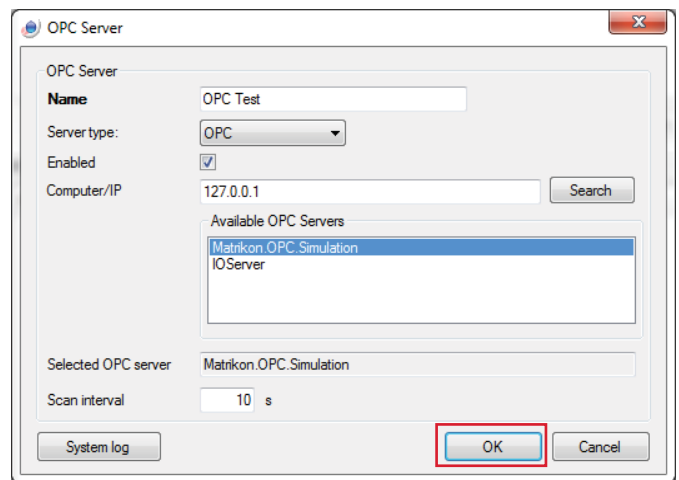 OPC Server
OPC Server
Name OPC Test
Server type: OPC
Enabled
Computer/IP 127.0.0.1 Search
Available OPC Servers
Matrikon.OPC.Simulation
IOServer
Selected OPC server Matrikon.OPC.Simulation
Scan interval 10 s
System log OK Cancel